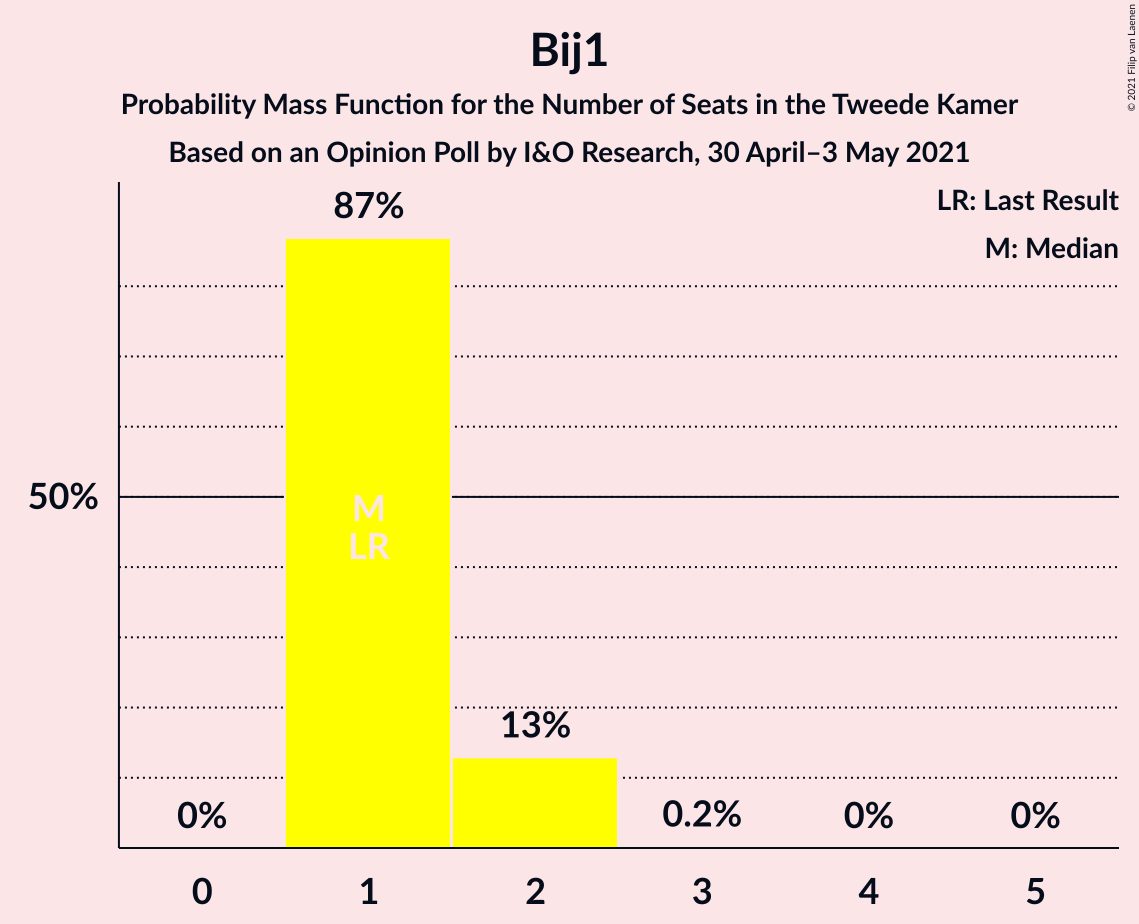 Bij1
Probability Mass Function for the Number of Seats in the Tweede Kamer
Based on an Opinion Poll by I&O Research, 30 April–3 May 2021
© 2021 Filip van Laenen
LR: Last Result
M: Median
87%
50%
M
LR
13%
0%
0.2%
0%
0%
0 1 2 3 4 5